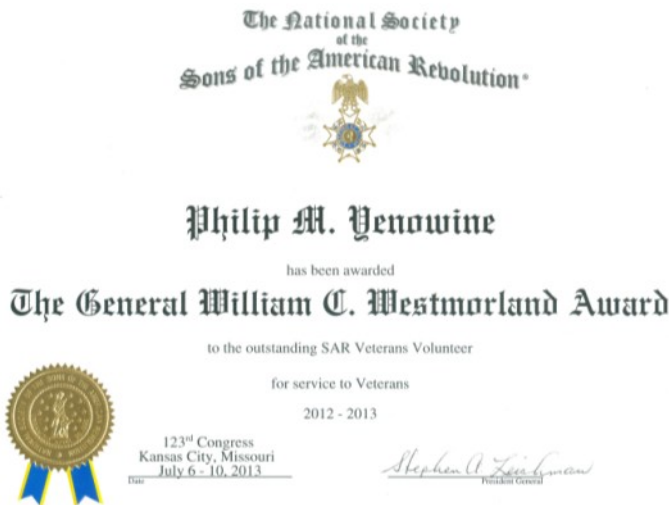 The National Society
of the
Sons of the American Revolution®
Philip M. Yenowine
has been awarded
The General William C. Westmorland Award
to the outstanding SAR Veterans Volunteer
for service to Veterans
2012 - 2013
123rd Congress
Kansas City, Missouri
July 6 - 10, 2013
Date
Stephen A
President General